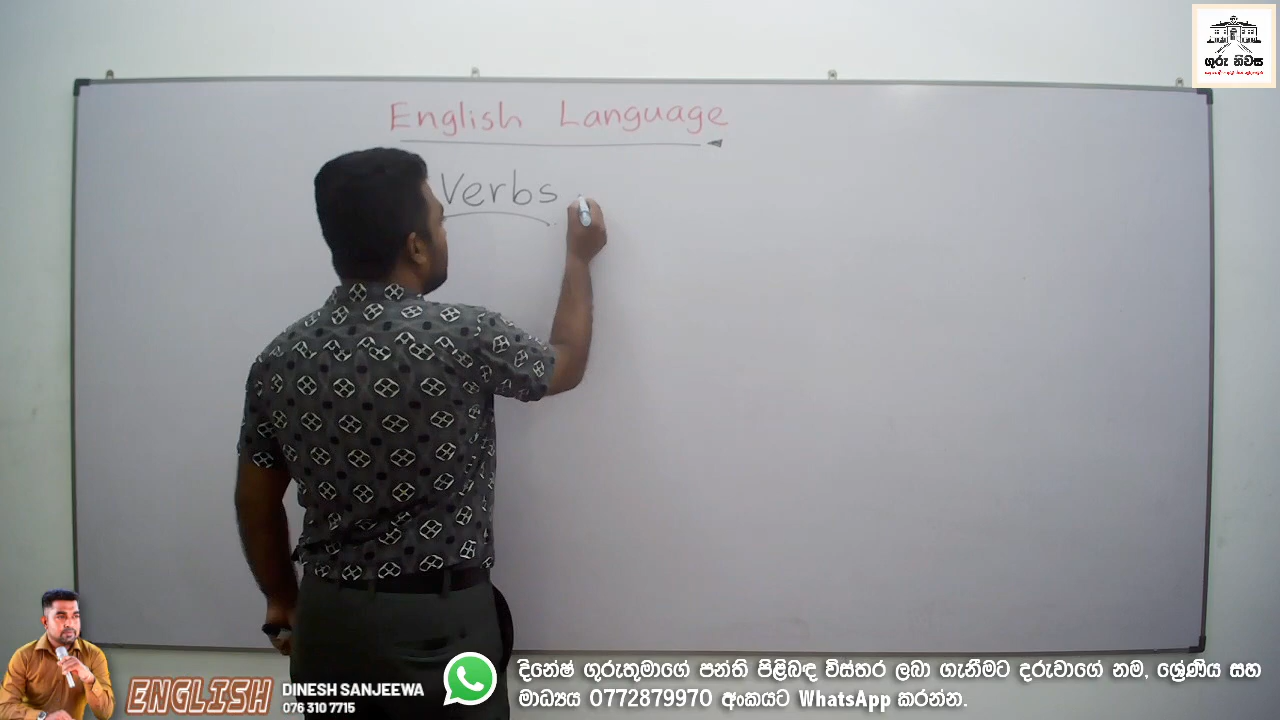 ගුරු නිවස
English Language
Verbs
ENGLISH
DINESH SANJEEWA
076 310 7715
දිනේෂ් ගුරුතුමාගේ පන්ති පිළිබඳ විස්තර ලබා ගැනීමට දරුවාගේ නම, ශ්‍රේණිය සහ
මාධ්‍යය 0772879970 අංකයට WhatsApp කරන්න.